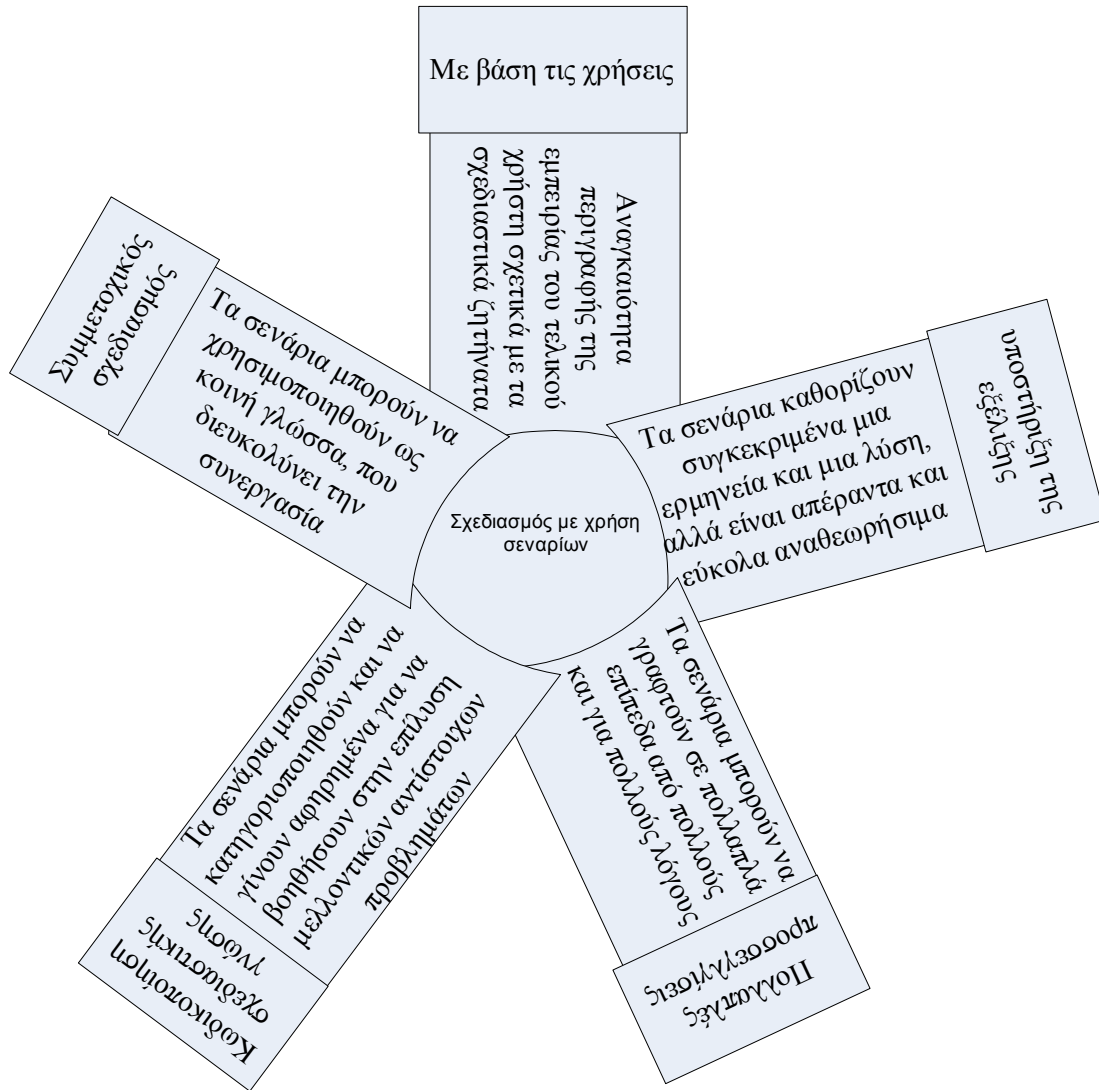 Με βάση τις χρήσεις
Αναγκαιότητα
περιγραφής της
εμπειρίας του τελικού
χρήστη σχετικά με τα
σχεδιαστικά ζητήματα
υποστήριξη της
εξέλιξης
Τα σενάρια καθορίζουν
συγκεκριμένα μια
ερμηνεία και μια λύση,
αλλά είναι απέραντα και
εύκολα αναθεωρήσιμα
Πολλαπλές
προσεγγίσεις
Τα σενάρια μπορούν να
γραφτούν σε πολλαπλά
επίπεδα από πολλούς
και για πολλούς λόγους
Κωδικοποίηση
σχεδιαστικής
γνώσης
Τα σενάρια μπορούν να
κατηγοριοποιηθούν και να
γίνουν αφηρημένα για να
βοηθήσουν στην επίλυση
μελλοντικών αντίστοιχων
προβλημάτων
Συμμετοχικός
σχεδιασμός
Τα σενάρια μπορούν να
χρησιμοποιηθούν ως
κοινή γλώσσα, που
διευκολύνει την
συνεργασία
Σχεδιασμός με χρήση
σεναρίων